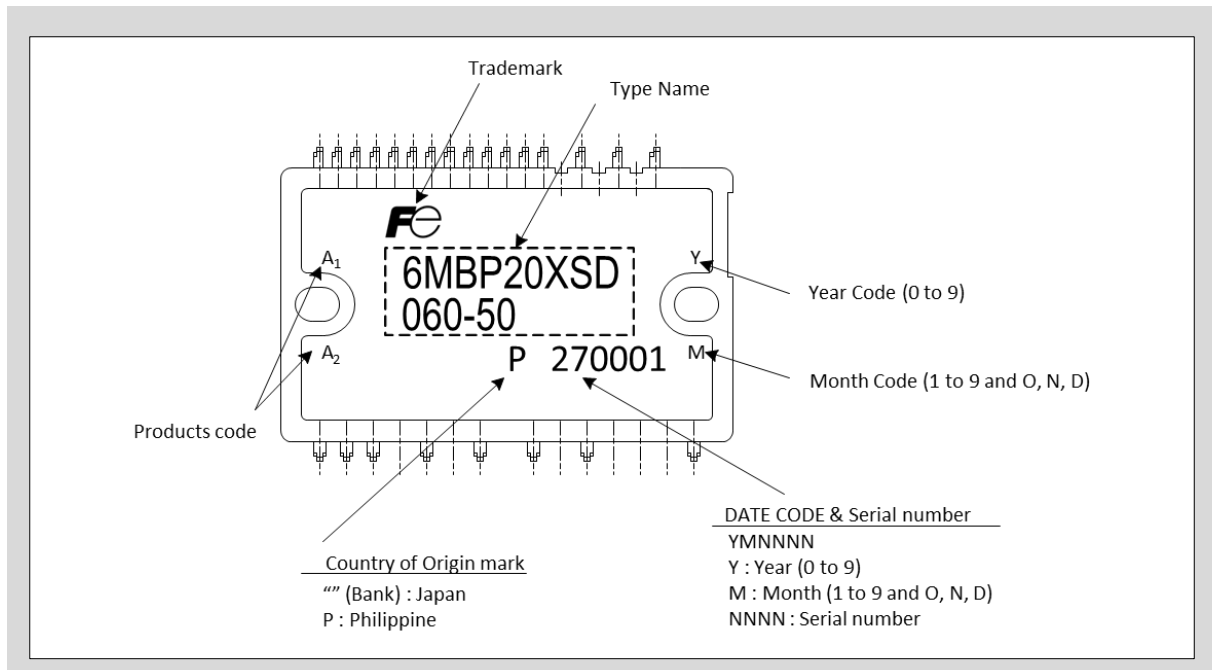 Trademark
Type Name
Fe
A1
6MBP20XSD
060-50
Y
Year Code (0 to 9)
A2
P 270001
M
Month Code (1 to 9 and O, N, D)
Products code
Country of Origin mark
“” (Bank) : Japan
P : Philippine
DATE CODE & Serial number
YMNNNN
Y : Year (0 to 9)
M : Month (1 to 9 and O, N, D)
NNNN : Serial number